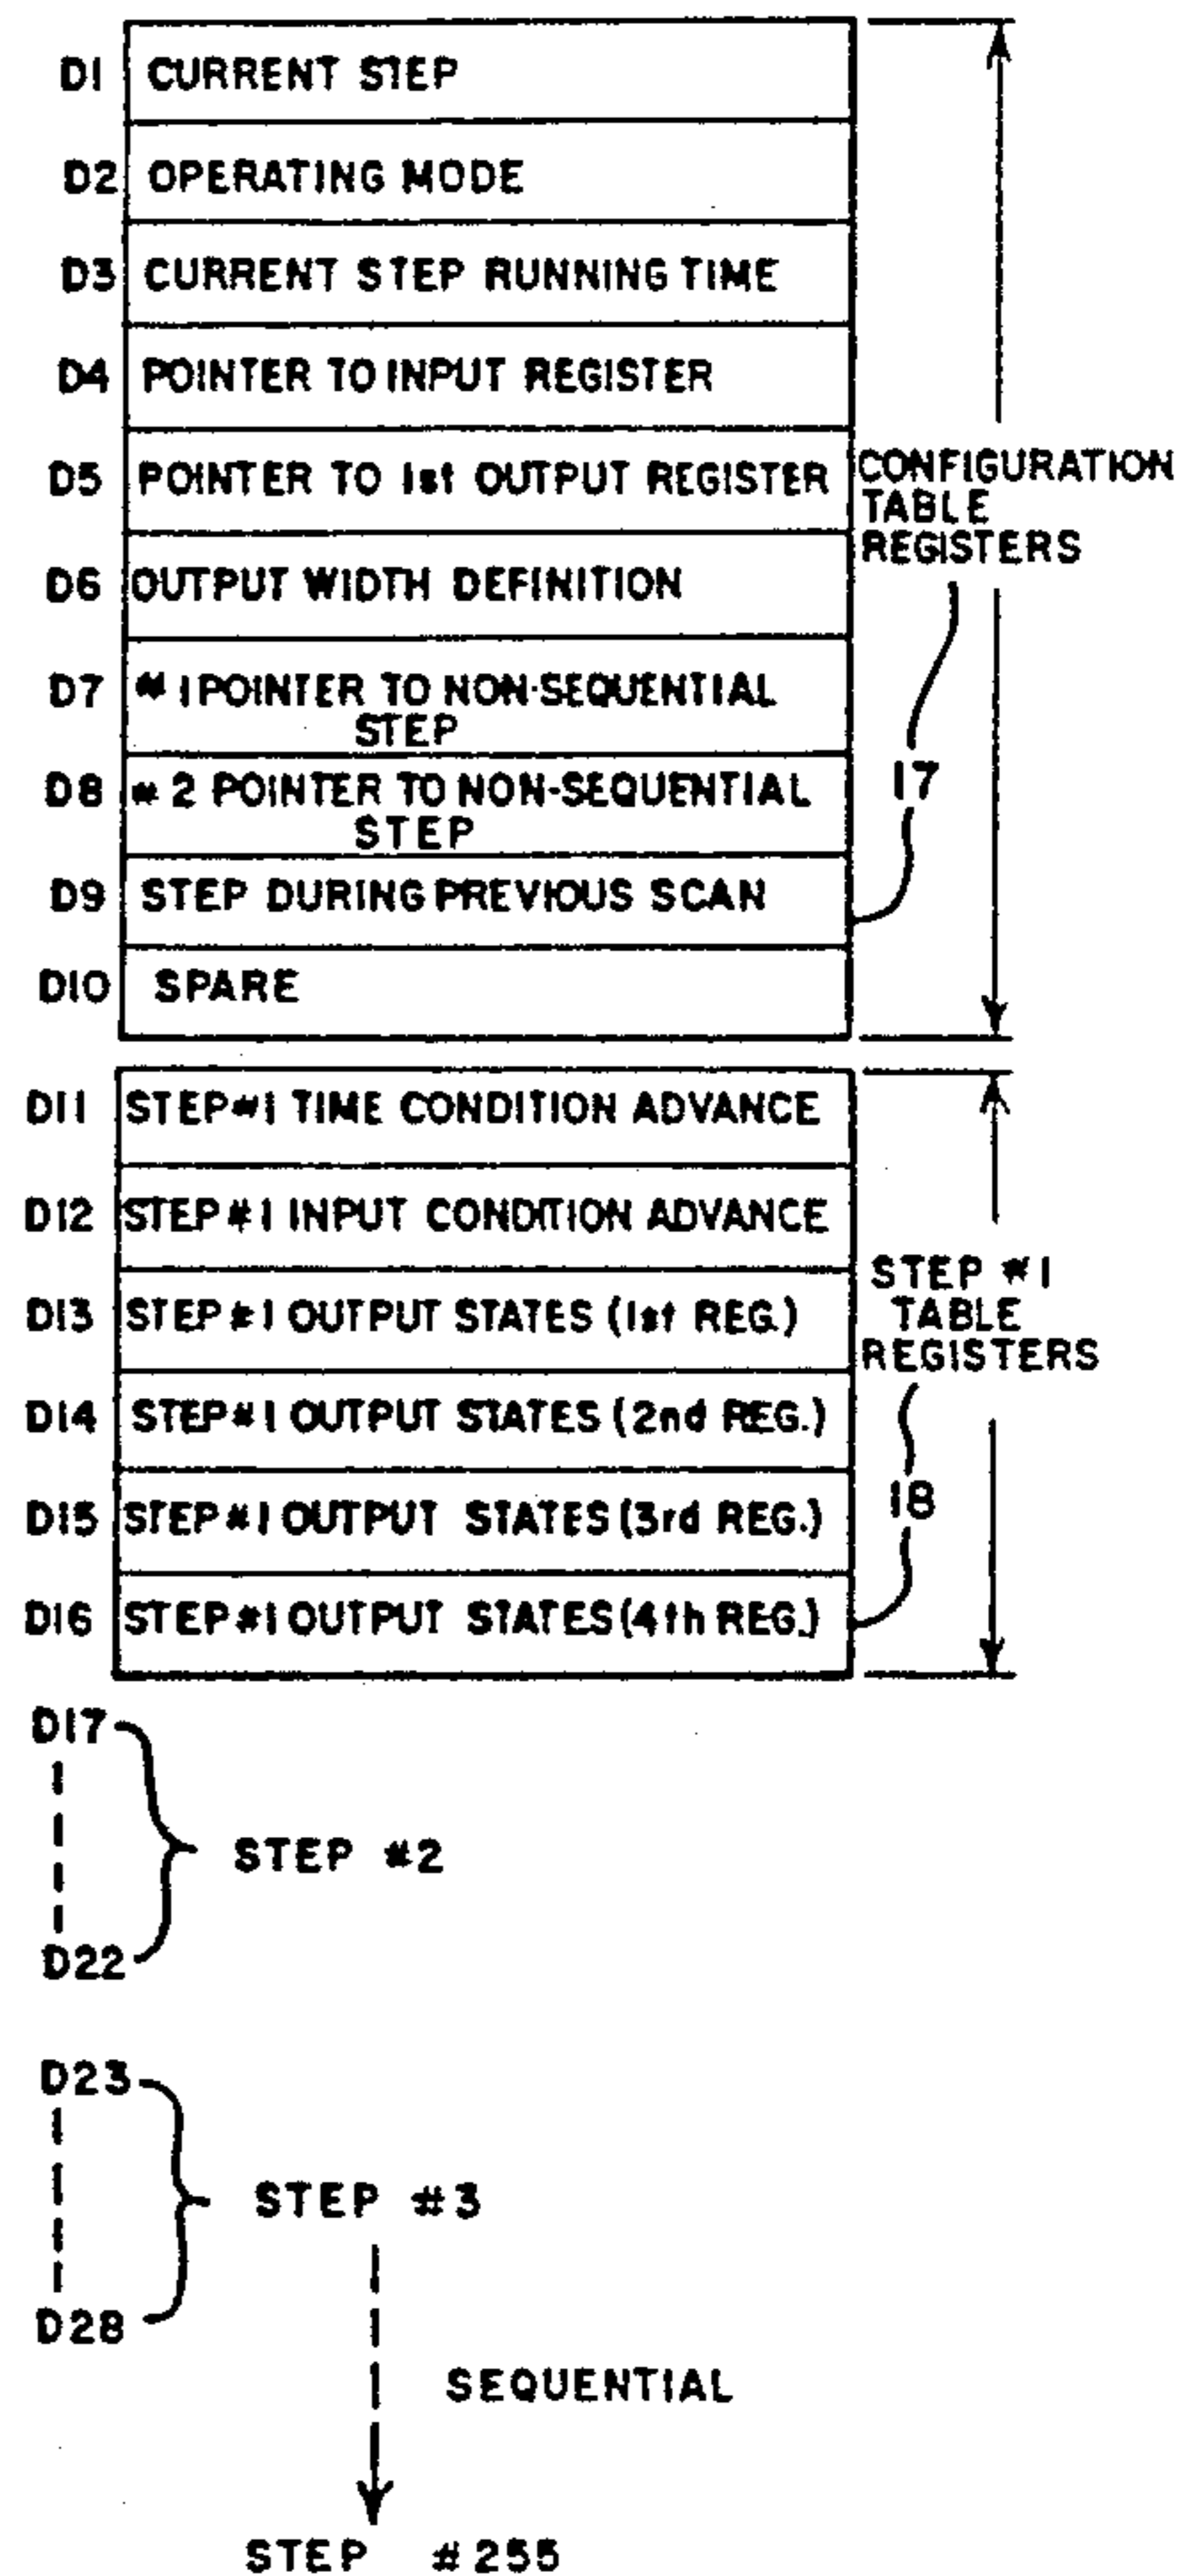 D1 CURRENT STEP
D2 OPERATING MODE
D3 CURRENT STEP RUNNING TIME
D4 POINTER TO INPUT REGISTER
D5 POINTER TO 1st OUTPUT REGISTER
D6 OUTPUT WIDTH DEFINITION
D7 #1 POINTER TO NON-SEQUENTIAL
STEP
D8 #2 POINTER TO NON-SEQUENTIAL
STEP
D9 STEP DURING PREVIOUS SCAN
D10 SPARE
CONFIGURATION
TABLE
REGISTERS
17
D11 STEP #1 TIME CONDITION ADVANCE
D12 STEP #1 INPUT CONDITION ADVANCE
D13 STEP #1 OUTPUT STATES (1st REG.)
D14 STEP #1 OUTPUT STATES (2nd REG.)
D15 STEP #1 OUTPUT STATES (3rd REG.)
D16 STEP #1 OUTPUT STATES (4th REG.)
STEP #1
TABLE
REGISTERS
18
D17
STEP #2
D22
D23
STEP #3
D28
SEQUENTIAL
STEP #255